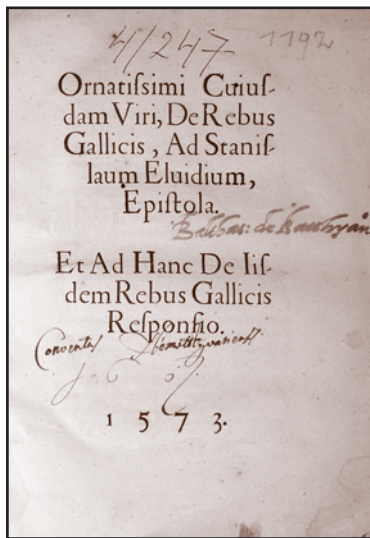 4/247 1192
Ornatiſsimi Cuiuſ-
dam Viri, De Rebus
Gallicis, Ad Staniſ-
laum Eluidium,
Epiſtola.
Et Ad Hanc De Iiſ-
dem Rebus Gallicis
Reſponſio.
Conventus
1 5 7 3.